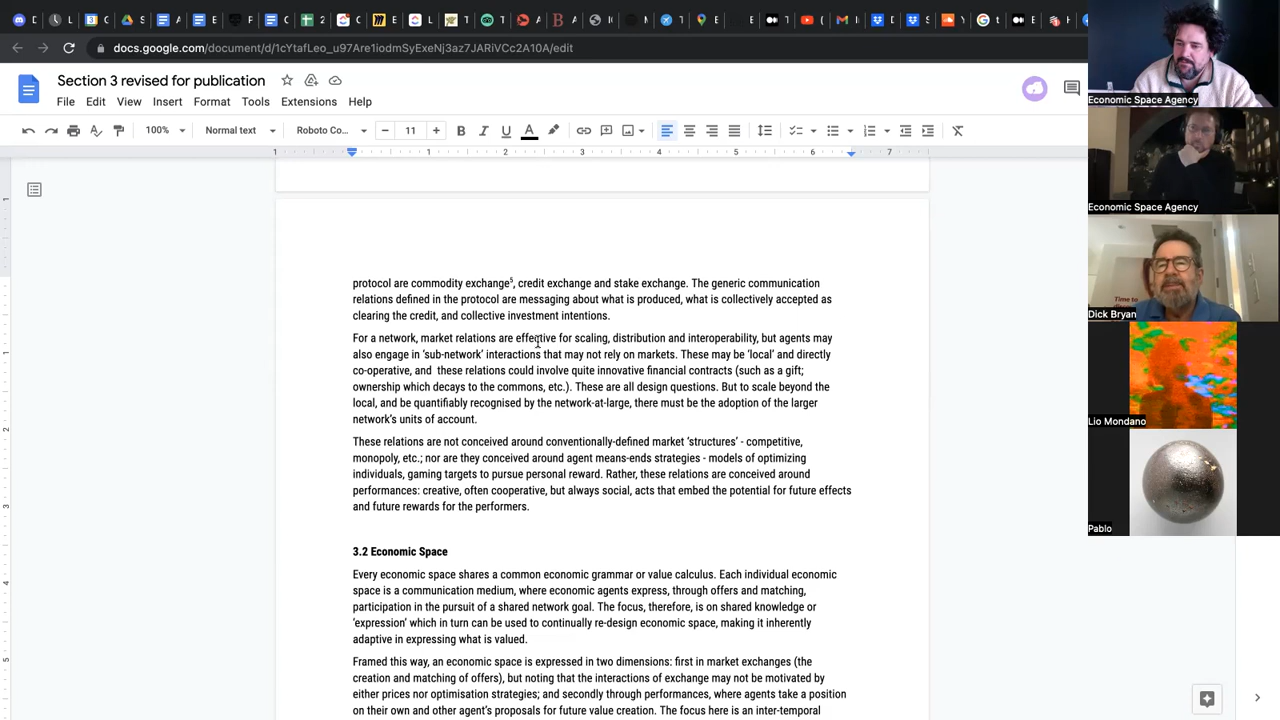 docs.google.com/document/d/1cYtafLeo_u97Are1iodmSyExeNj3az7JARiVCc2A10A/edit
Section 3 revised for publication
File Edit View Insert Format Tools Extensions Help
100% Normal text Roboto Co... 11
1 1 2 3 4 5 6 7
protocol are commodity exchange⁵, credit exchange and stake exchange. The generic communication
relations defined in the protocol are messaging about what is produced, what is collectively accepted as
clearing the credit, and collective investment intentions.
For a network, market relations are effective for scaling, distribution and interoperability, but agents may
also engage in ‘sub-network’ interactions that may not rely on markets. These may be ‘local’ and directly
co-operative, and  these relations could involve quite innovative financial contracts (such as a gift;
ownership which decays to the commons, etc.). These are all design questions. But to scale beyond the
local, and be quantifiably recognised by the network-at-large, there must be the adoption of the larger
network’s units of account.
These relations are not conceived around conventionally-defined market ‘structures’ - competitive,
monopoly, etc.; nor are they conceived around agent means-ends strategies - models of optimizing
individuals, gaming targets to pursue personal reward. Rather, these relations are conceived around
performances: creative, often cooperative, but always social, acts that embed the potential for future effects
and future rewards for the performers.
3.2 Economic Space
Every economic space shares a common economic grammar or value calculus. Each individual economic
space is a communication medium, where economic agents express, through offers and matching,
participation in the pursuit of a shared network goal. The focus, therefore, is on shared knowledge or
‘expression’ which in turn can be used to continually re-design economic space, making it inherently
adaptive in expressing what is valued.
Framed this way, an economic space is expressed in two dimensions: first in market exchanges (the
creation and matching of offers), but noting that the interactions of exchange may not be motivated by
either prices nor optimisation strategies; and secondly through performances, where agents take a position
on their own and other agent’s proposals for future value creation. The focus here is an inter-temporal
Economic Space Agency
Economic Space Agency
Dick Bryan
Lio Mondano
Pablo